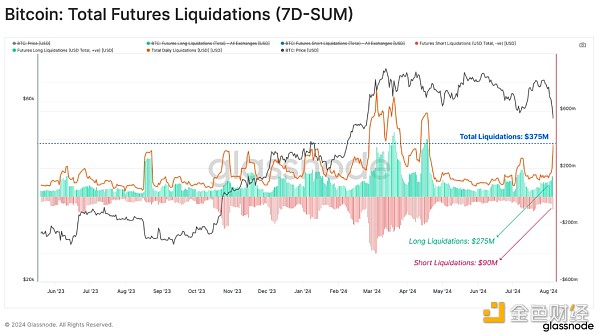 Bitcoin: Total Futures Liquidations (7D-SUM)
BTC: Price [USD]
BTC: Futures Long Liquidations (Total) - All Exchanges [USD]
BTC: Futures Short Liquidations (Total) - All Exchanges [USD]
Futures Short Liquidations (USD Total, -ve) [USD]
Futures Long Liquidations (USD Total, +ve) [USD]
Total Daily Liquidations [USD]
BTC: Price [USD]
$60k
$600m
Total Liquidations: $375M
glassnode
$200m
-$200m
Long Liquidations: $275M
Short Liquidations: $90M
$20k
-$600m
Jun '23
Jul '23
Aug '23
Sep '23
Oct '23
Nov '23
Dec '23
Jan '24
Feb '24
Mar '24
Apr '24
May '24
Jun '24
Jul '24
Aug '24
© 2024 Glassnode. All Rights Reserved.
glassnode
金色财经